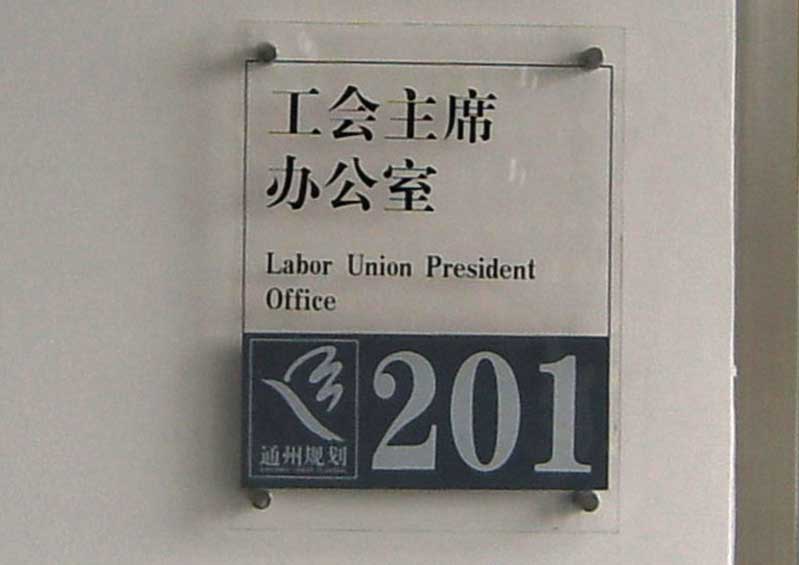 工会主席
办公室
Labor Union President
Office
201
通州规划